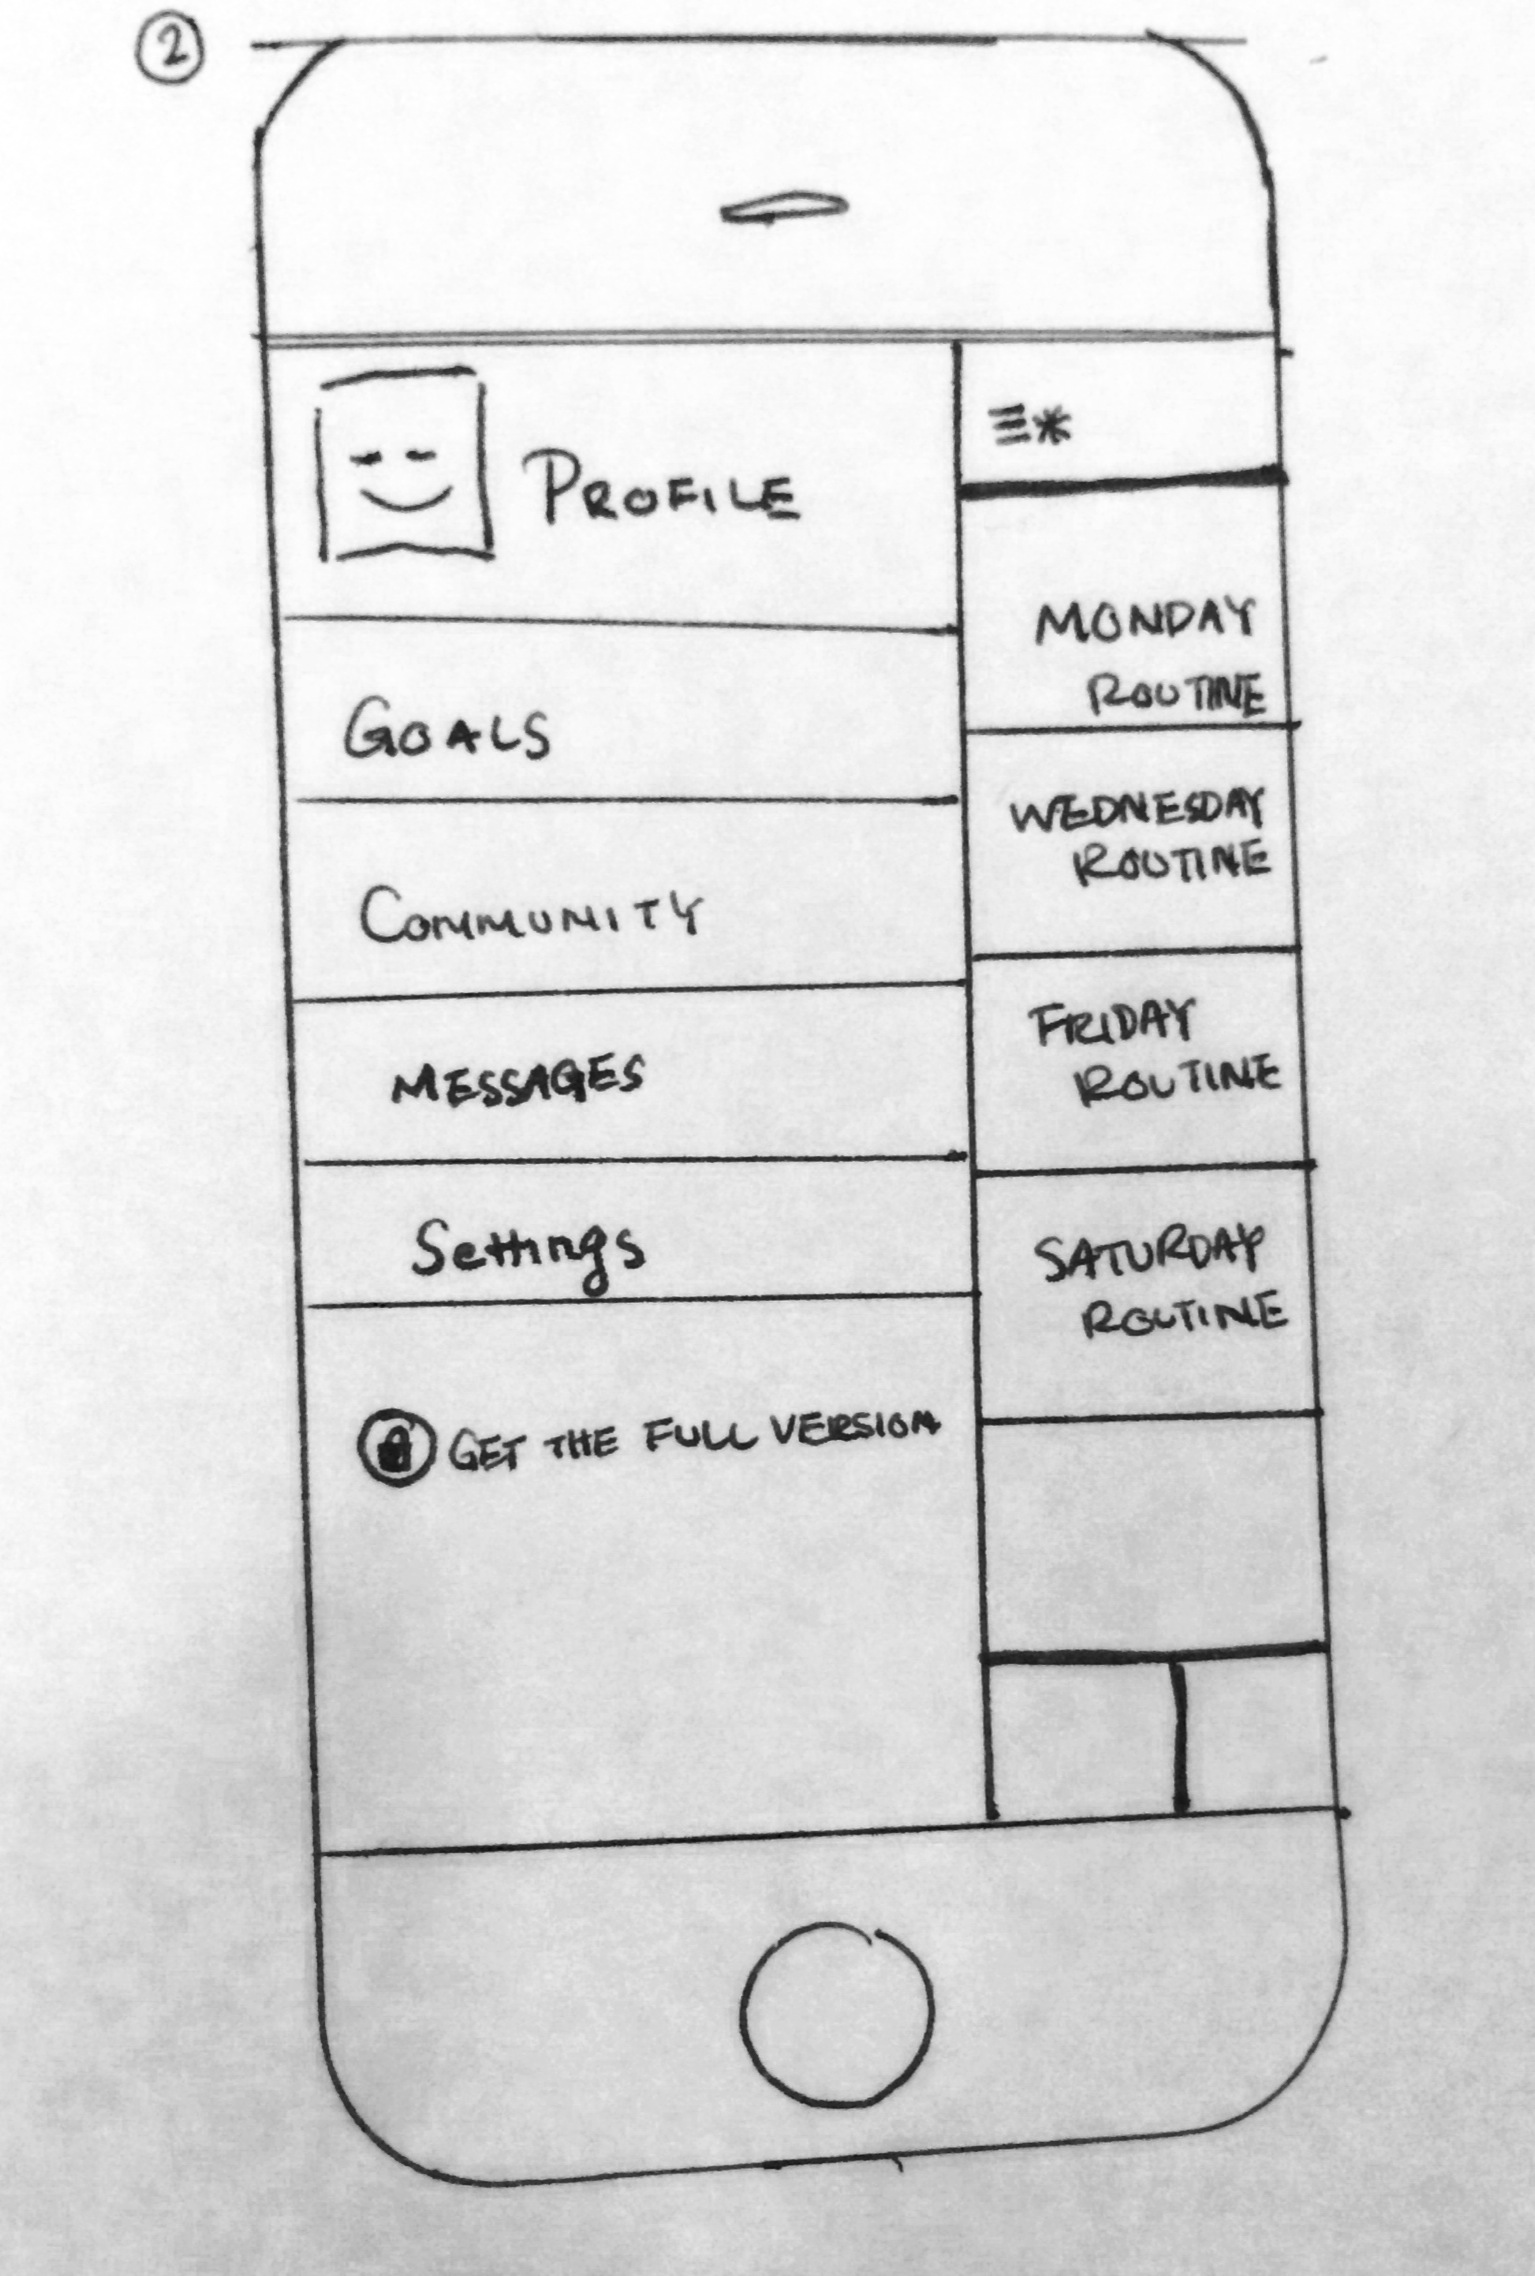 2
PROFILE
GOALS
COMMUNITY
MESSAGES
Settings
GET THE FULL VERSION
≡*
MONDAY
ROUTINE
WEDNESDAY
ROUTINE
FRIDAY
ROUTINE
SATURDAY
ROUTINE